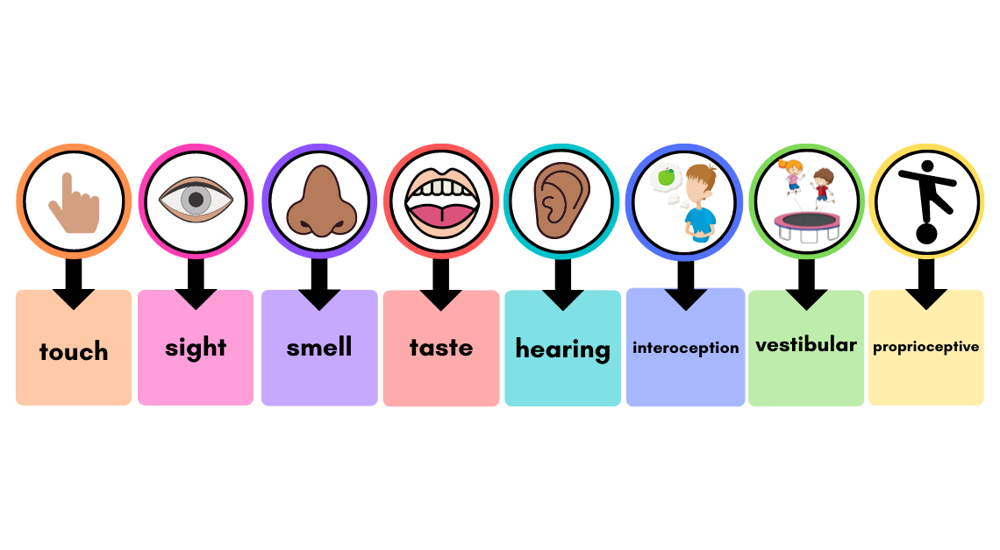 touch
sight
smell
taste
hearing
interoception
vestibular
proprioceptive